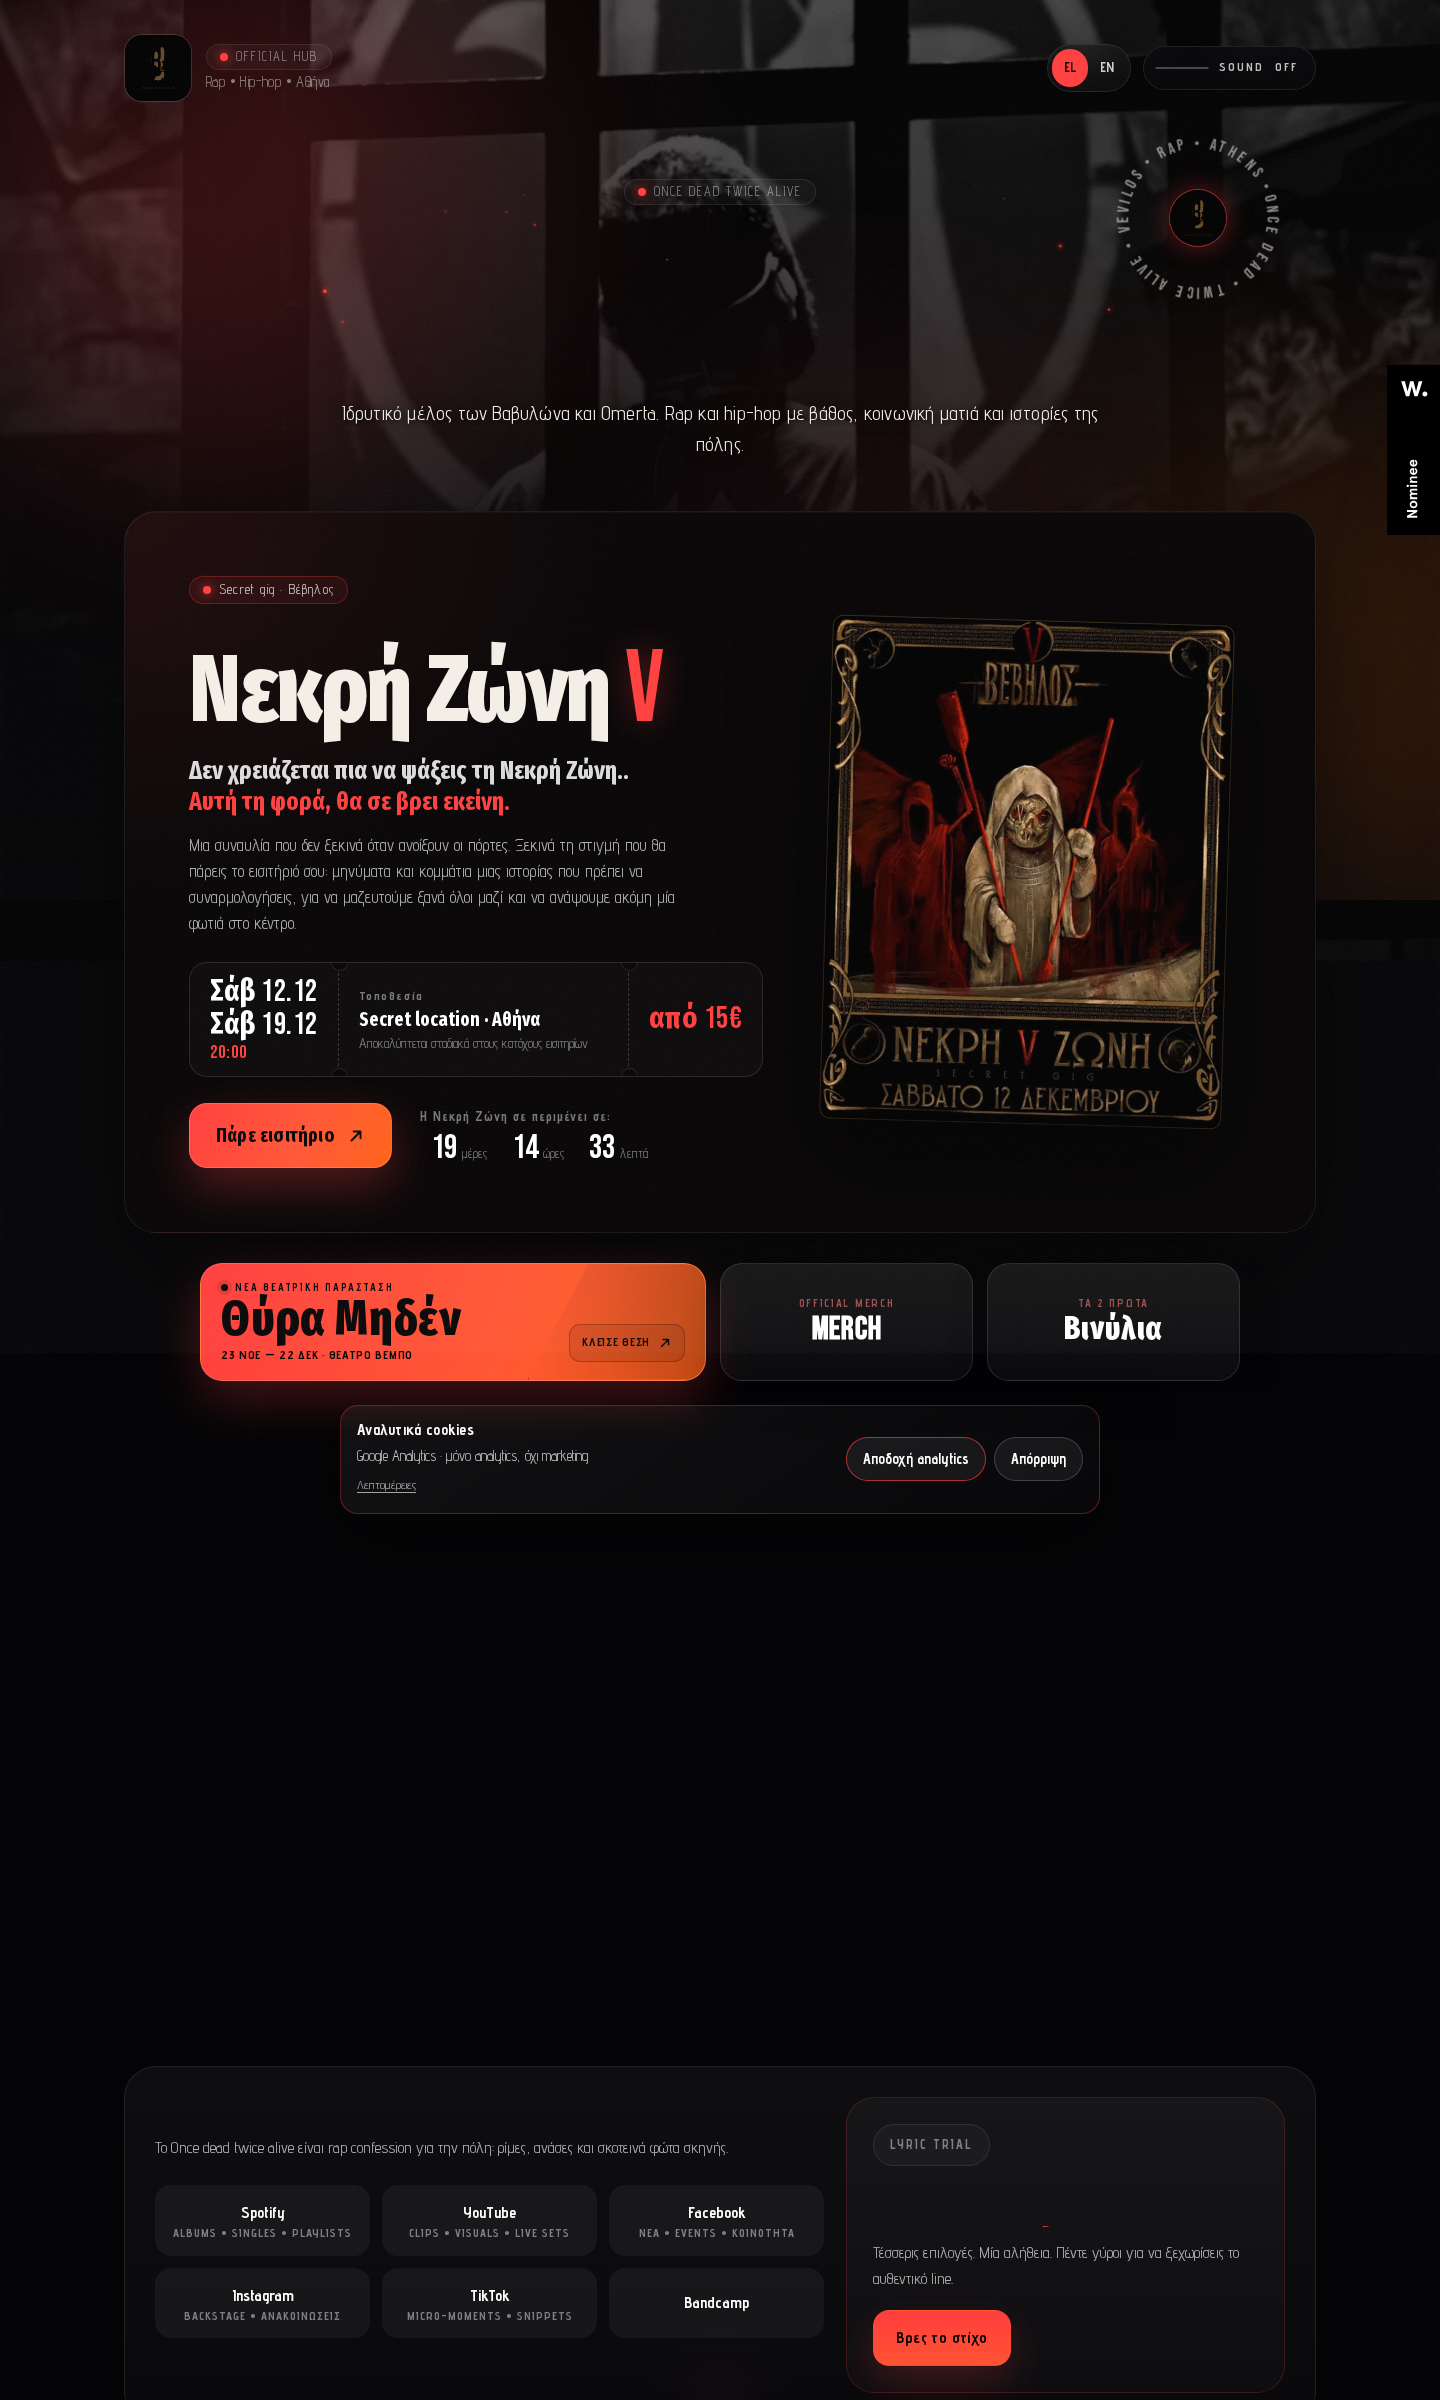 OFFICIAL HUB
Rap • Hip-hop • Αθήνα
EL EN
SOUND OFF
ONCE DEAD TWICE ALIVE
VEVILOS • RAP • ATHENS • ONCE DEAD • TWICE ALIVE •
W.
Nominee
Ιδρυτικό μέλος των Βαβυλώνα και Omerta. Rap και hip-hop με βάθος, κοινωνική ματιά και ιστορίες της
πόλης.
Secret gig · Βέβηλος
Νεκρή Ζώνη V
Δεν χρειάζεται πια να ψάξεις τη Νεκρή Ζώνη..
Αυτή τη φορά, θα σε βρει εκείνη.
Μια συναυλία που δεν ξεκινά όταν ανοίξουν οι πόρτες. Ξεκινά τη στιγμή που θα
πάρεις το εισιτήριό σου: μηνύματα και κομμάτια μιας ιστορίας που πρέπει να
συναρμολογήσεις, για να μαζευτούμε ξανά όλοι μαζί και να ανάψουμε ακόμη μία
φωτιά στο κέντρο.
Σάβ 12.12
Σάβ 19.12
20:00
Τοποθεσία
Secret location · Αθήνα
Αποκαλύπτεται σταδιακά στους κατόχους εισιτηρίων
από 15€
Πάρε εισιτήριο
Η Νεκρή Ζώνη σε περιμένει σε:
19 μέρες 14 ώρες 33 λεπτά
V
ΒΕΒΗΛΟΣ
ΝΕΚΡΗ V ΖΩΝΗ
SECRET GIG
ΣΑΒΒΑΤΟ 12 ΔΕΚΕΜΒΡΙΟΥ
ΝΕΑ ΘΕΑΤΡΙΚΗ ΠΑΡΑΣΤΑΣΗ
Θύρα Μηδέν
23 ΝΟΕ — 22 ΔΕΚ · ΘΕΑΤΡΟ ΒΕΜΠΟ
ΚΛΕΙΣΕ ΘΕΣΗ
OFFICIAL MERCH
MERCH
ΤΑ 2 ΠΡΩΤΑ
Βινύλια
Αναλυτικά cookies
Google Analytics · μόνο analytics, όχι marketing
Λεπτομέρειες
Αποδοχή analytics
Απόρριψη
Το Once dead twice alive είναι rap confession για την πόλη: ρίμες, ανάσες και σκοτεινά φώτα σκηνής.
Spotify
ALBUMS • SINGLES • PLAYLISTS
YouTube
CLIPS • VISUALS • LIVE SETS
Facebook
ΝΕΑ • EVENTS • ΚΟΙΝΟΤΗΤΑ
Instagram
BACKSTAGE • ΑΝΑΚΟΙΝΩΣΕΙΣ
TikTok
MICRO-MOMENTS • SNIPPETS
Bandcamp
LYRIC TRIAL
Τέσσερις επιλογές. Μία αλήθεια. Πέντε γύροι για να ξεχωρίσεις το
αυθεντικό line.
Βρες το στίχο